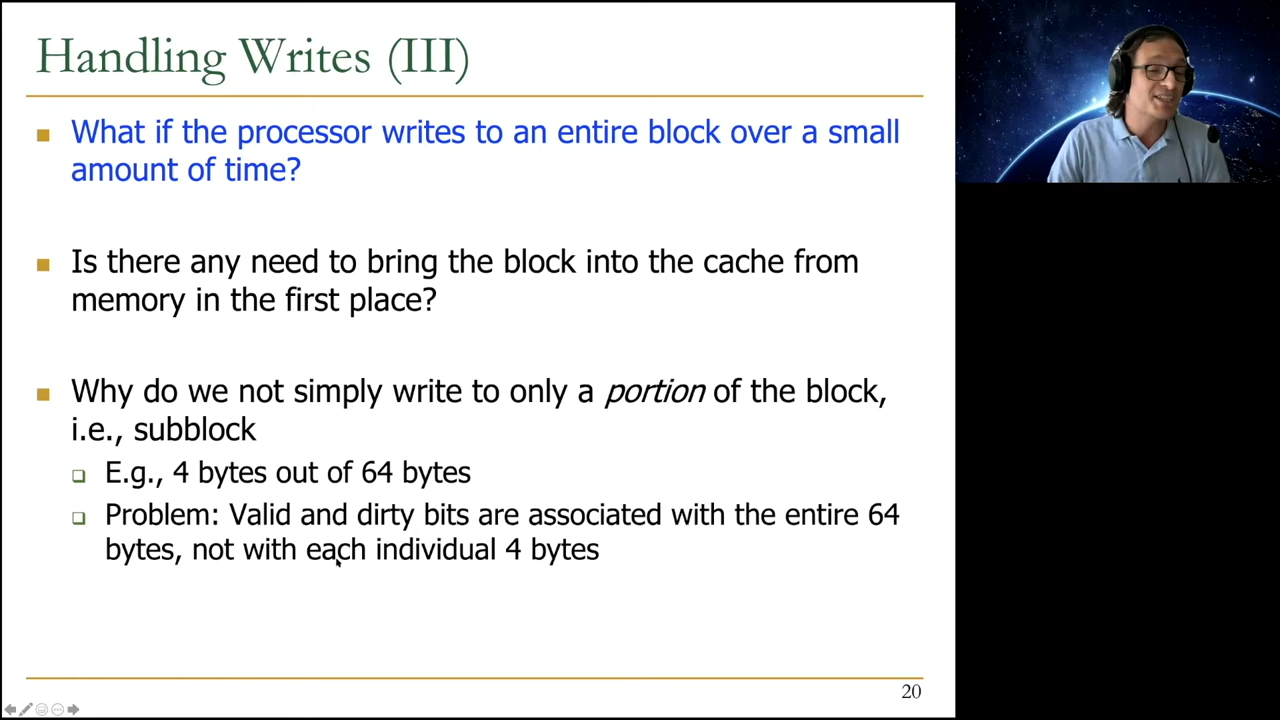 Handling Writes (III)
What if the processor writes to an entire block over a small
amount of time?
Is there any need to bring the block into the cache from
memory in the first place?
Why do we not simply write to only a portion of the block,
i.e., subblock
E.g., 4 bytes out of 64 bytes
Problem: Valid and dirty bits are associated with the entire 64
bytes, not with each individual 4 bytes
20